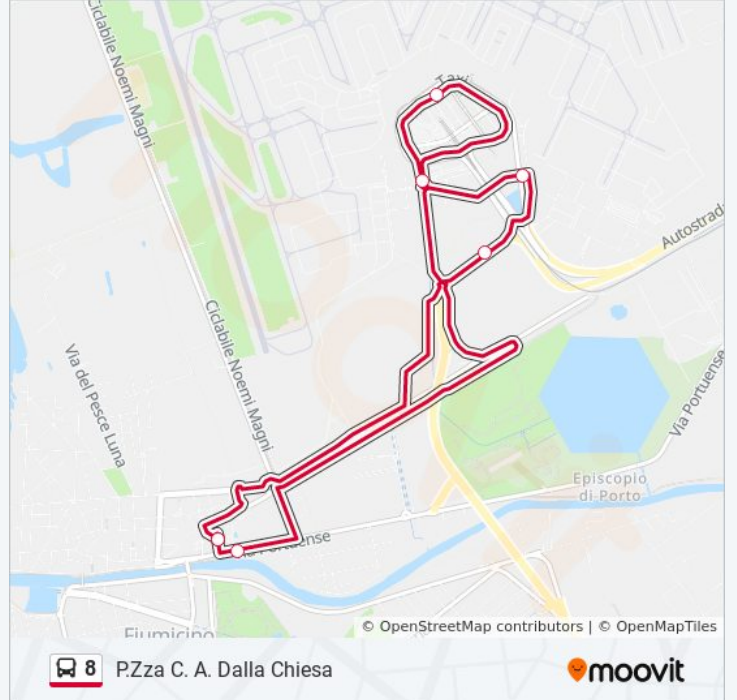 Ciclabile Noemi Magni
Taxi
Autostrad
Ciclabile Noemi Magni
Via del Pesce Luna
Via Portuense
Episcopio
di Porto
Portuense
Fiumicino
© OpenStreetMap contributors | © OpenMapTiles
8 P.Zza C. A. Dalla Chiesa
moovit